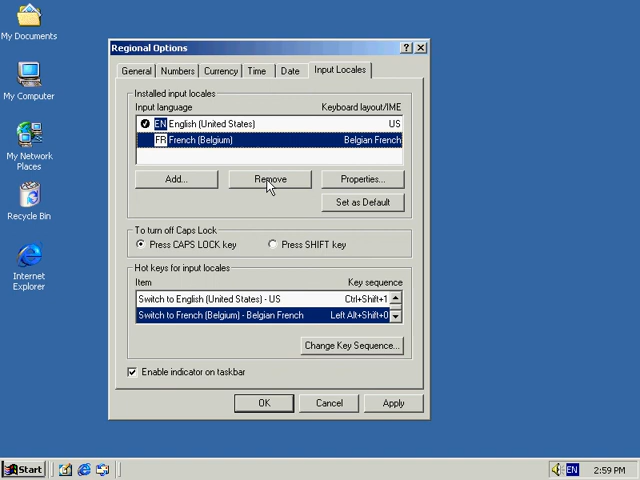 My Documents
My Computer
My Network
Places
Recycle Bin
Internet
Explorer
Regional Options
General Numbers Currency Time Date Input Locales
Installed input locales
Input language Keyboard layout/IME
EN English (United States) US
FR French (Belgium) Belgian French
Add... Remove Properties...
Set as Default
To turn off Caps Lock
Press CAPS LOCK key Press SHIFT key
Hot keys for input locales
Item Key sequence
Switch to English (United States) - US Ctrl+Shift+1
Switch to French (Belgium) - Belgian French Left Alt+Shift+0
Change Key Sequence...
Enable indicator on taskbar
OK Cancel Apply
Start EN 2:59 PM